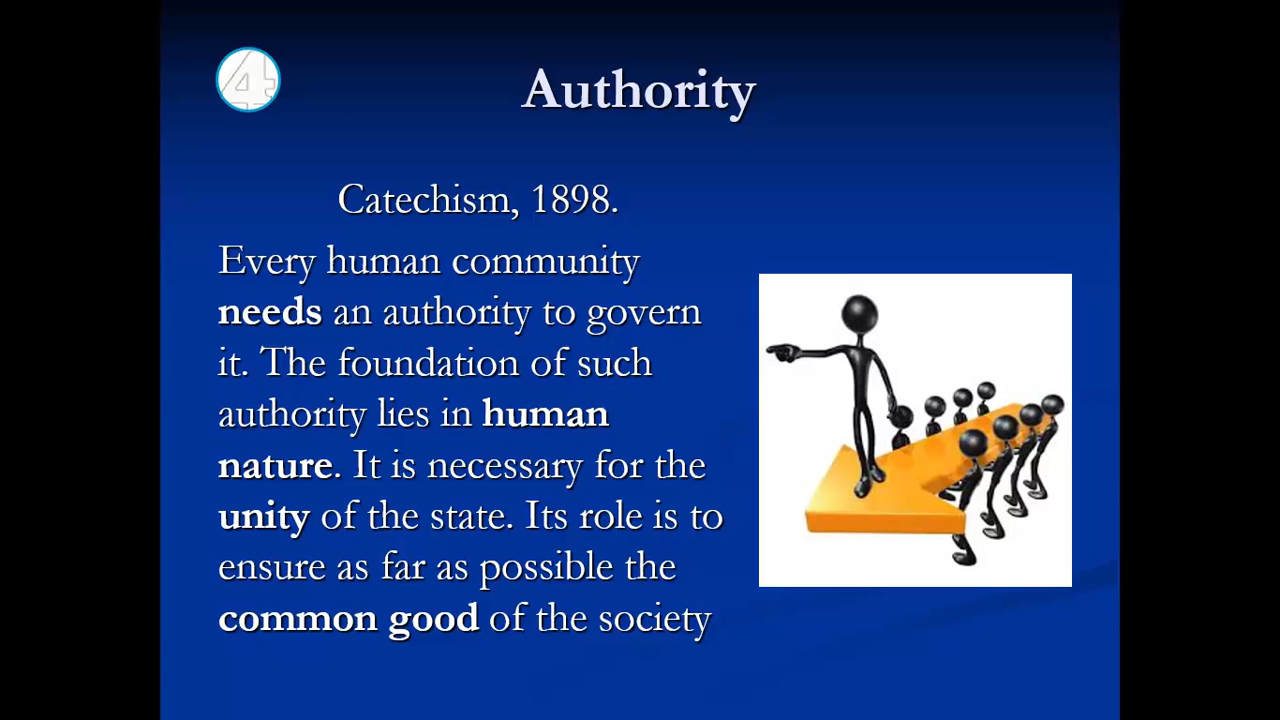 4
Authority
Catechism, 1898.
Every human community
needs an authority to govern
it. The foundation of such
authority lies in human
nature. It is necessary for the
unity of the state. Its role is to
ensure as far as possible the
common good of the society